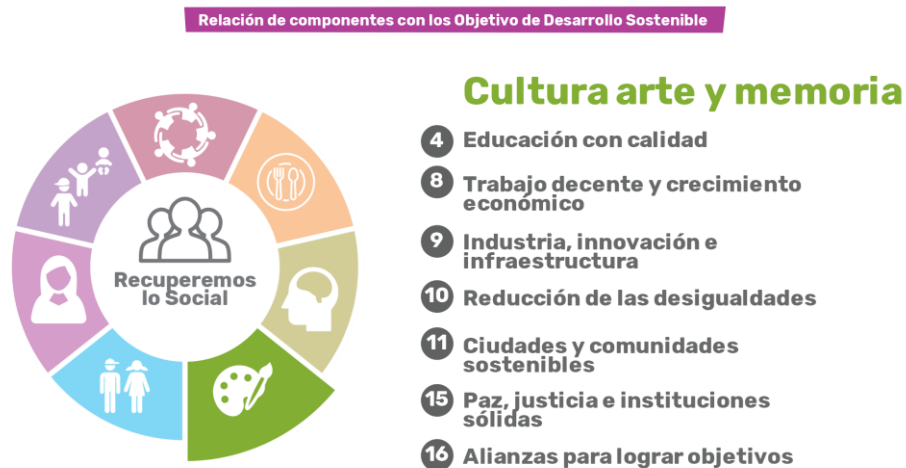 Relación de componentes con los Objetivo de Desarrollo Sostenible
Cultura arte y memoria
4 Educación con calidad
8 Trabajo decente y crecimiento
económico
9 Industria, innovación e
infraestructura
10 Reducción de las desigualdades
11 Ciudades y comunidades
sostenibles
15 Paz, justicia e instituciones
sólidas
16 Alianzas para lograr objetivos
Recuperemos
lo Social